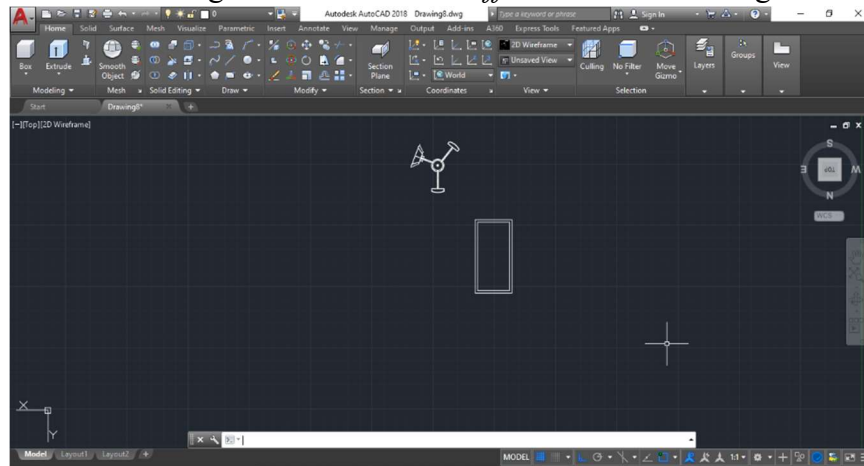 ff
Autodesk AutoCAD 2018 Drawing8.dwg
Type a keyword or phrase
Sign In
0
Home Solid Surface Mesh Visualize Parametric Insert Annotate View Manage Output Add-ins A360 Express Tools Featured Apps
Box Extrude Smooth Object Section Plane 2D Wireframe Unsaved View World Culling No Filter Move Gizmo Layers Groups View
Modeling Mesh Solid Editing Draw Modify Section Coordinates View Selection
Start Drawing8*
[-][Top][2D Wireframe]
S
E TOP W
N
WCS
X
Y
Model Layout1 Layout2 +
MODEL 1:1